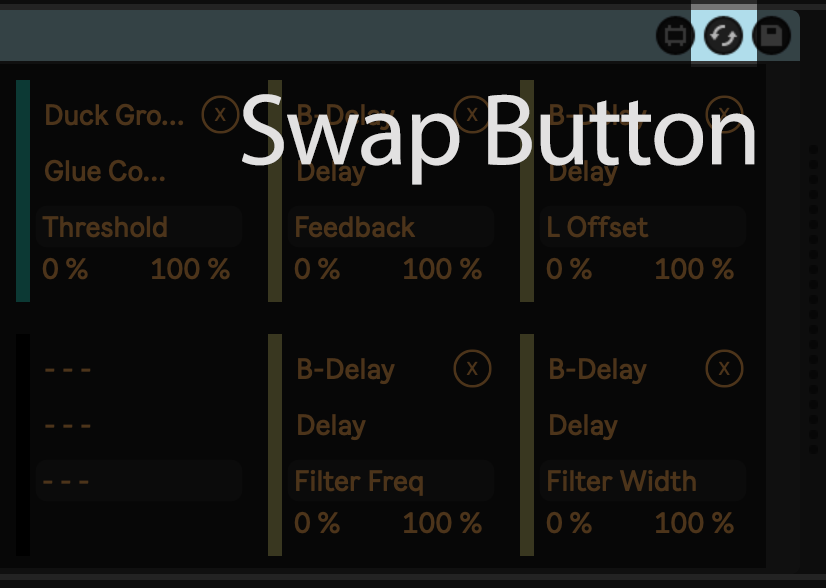 Swap Button
Duck Gro... X B-Delay X B-Delay X
Glue Co... Delay Delay
Threshold Feedback L Offset
0 % 100 % 0 % 100 % 0 % 100 %
- - - B-Delay X B-Delay X
- - - Delay Delay
- - - Filter Freq Filter Width
0 % 100 % 0 % 100 %